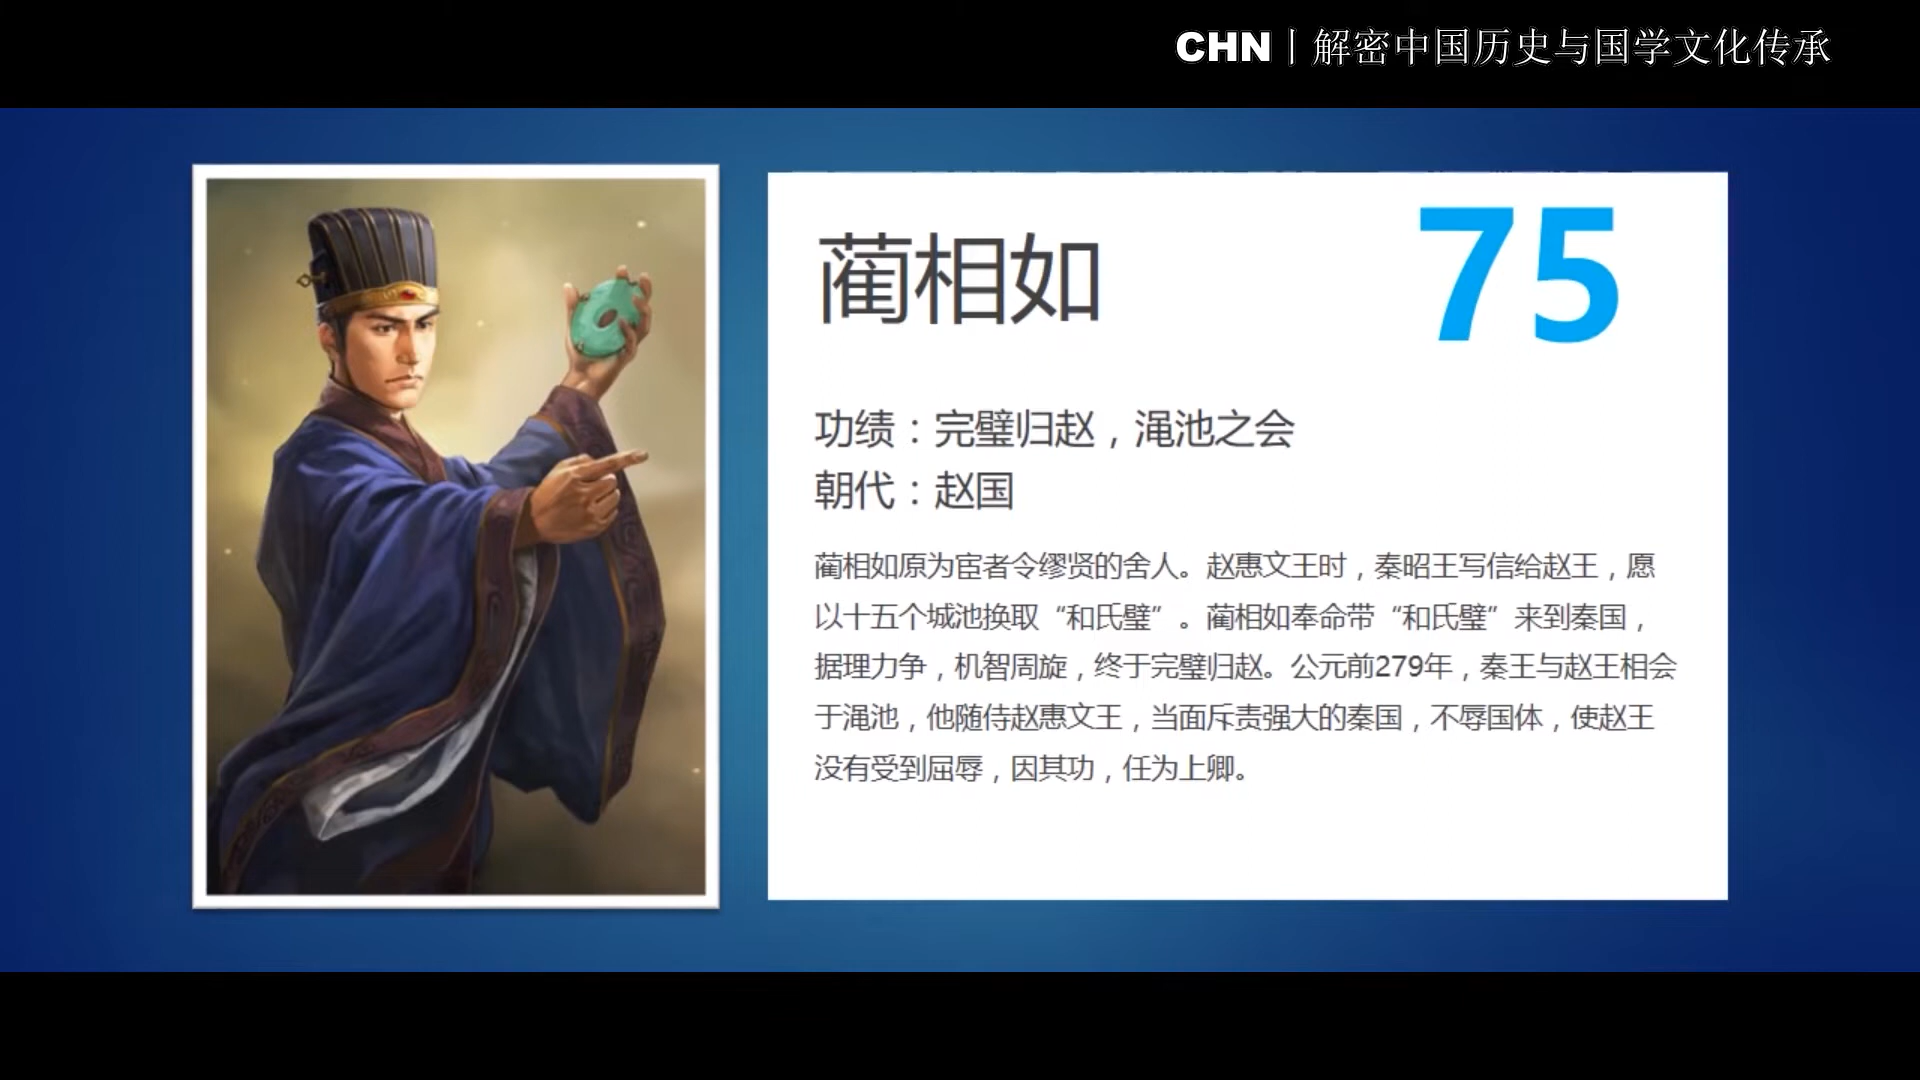 CHN丨解密中国历史与国学文化传承
蔺相如
75
功绩：完璧归赵，渑池之会
朝代：赵国
蔺相如原为宦者令缪贤的舍人。赵惠文王时，秦昭王写信给赵王，愿
以十五个城池换取“和氏璧”。蔺相如奉命带“和氏璧”来到秦国，
据理力争，机智周旋，终于完璧归赵。公元前279年，秦王与赵王相会
于渑池，他随侍赵惠文王，当面斥责强大的秦国，不辱国体，使赵王
没有受到屈辱，因其功，任为上卿。